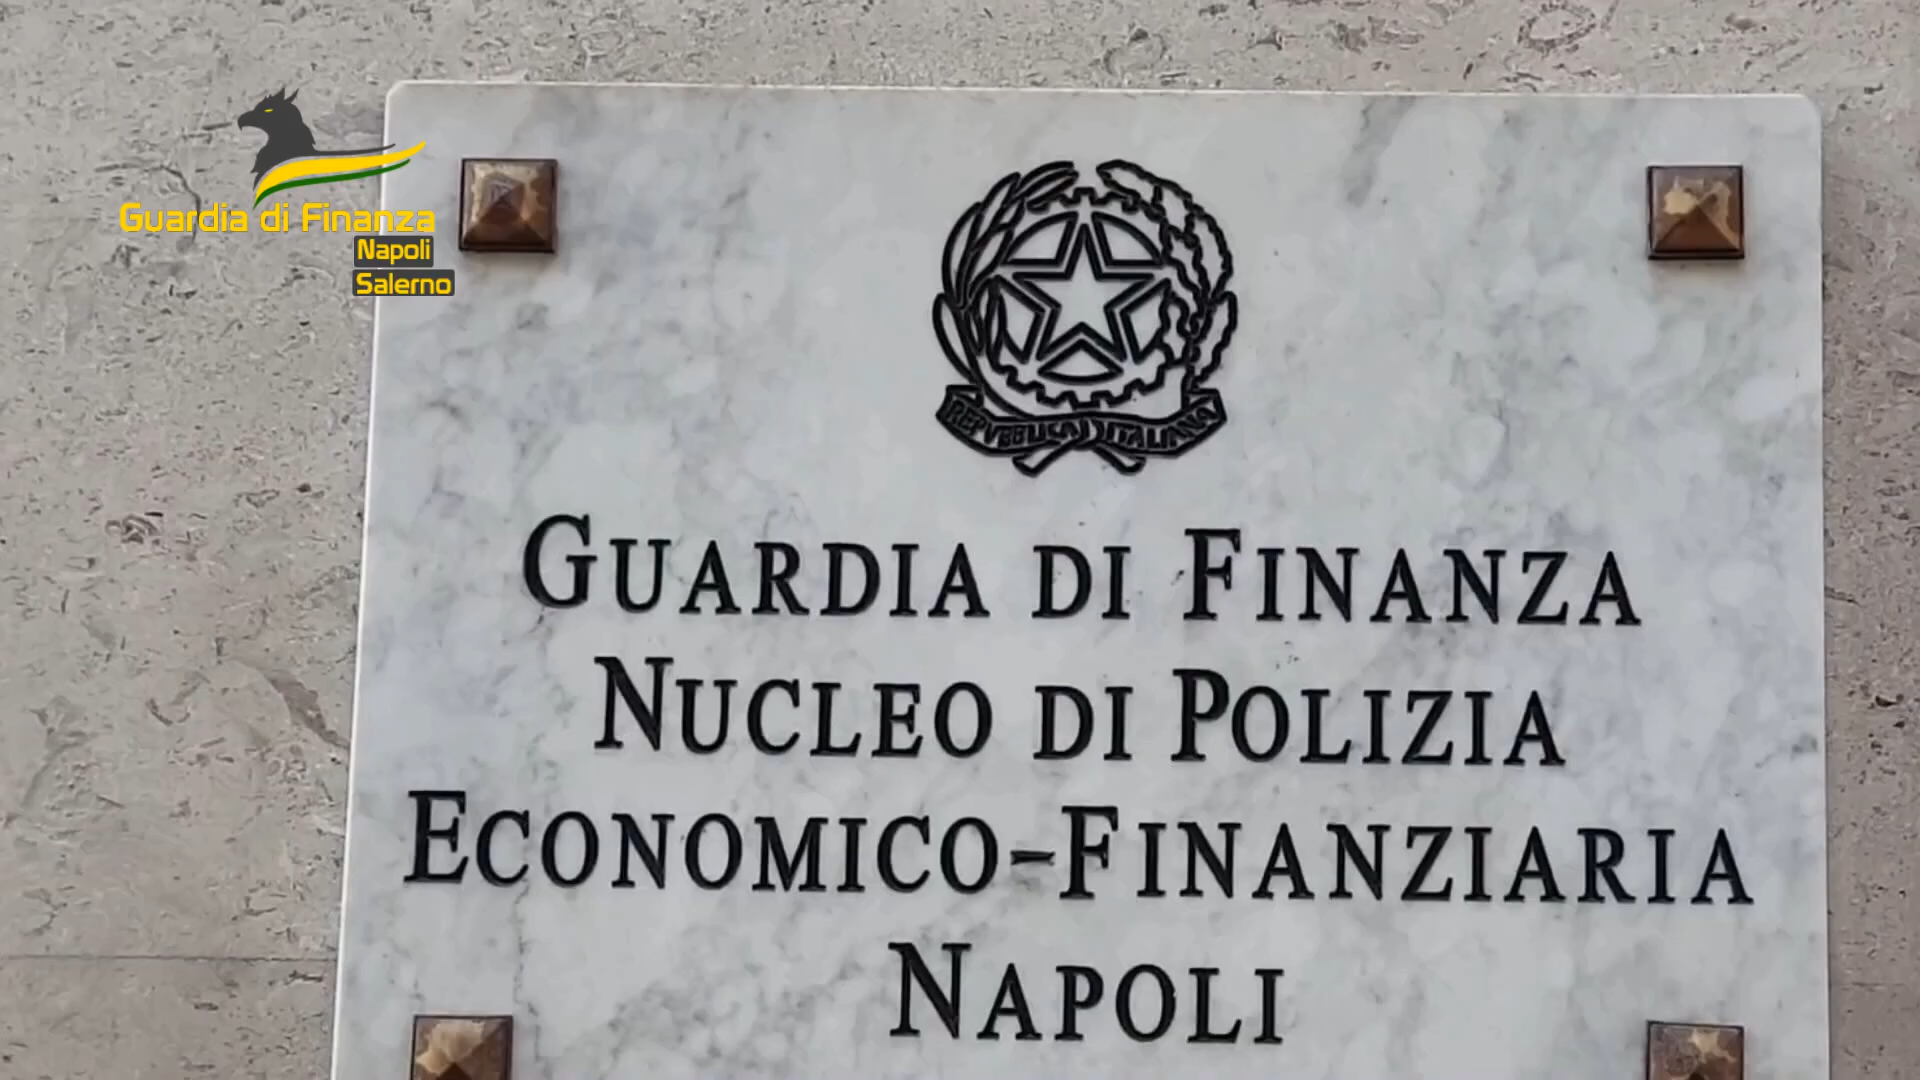 Guardia di Finanza
Napoli
Salerno
REPVBBLICA ITALIANA
GUARDIA DI FINANZA
NUCLEO DI POLIZIA
ECONOMICO-FINANZIARIA
NAPOLI